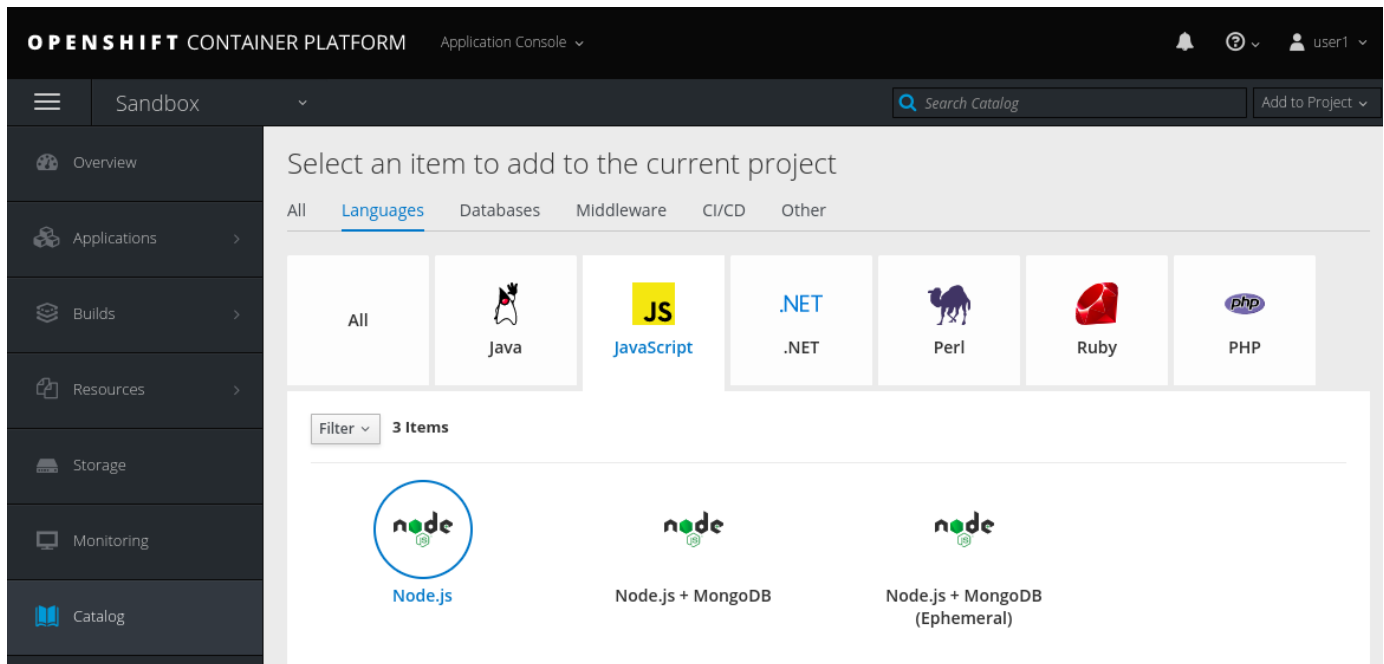 OPENSHIFT CONTAINER PLATFORM Application Console user1
Sandbox Search Catalog Add to Project
Overview
Applications
Builds
Resources
Storage
Monitoring
Catalog
Select an item to add to the current project
All Languages Databases Middleware CI/CD Other
All
Java
JS
JavaScript
.NET
.NET
Perl
Ruby
php
PHP
Filter 3 Items
node
JS
Node.js
node
JS
Node.js + MongoDB
node
JS
Node.js + MongoDB
(Ephemeral)